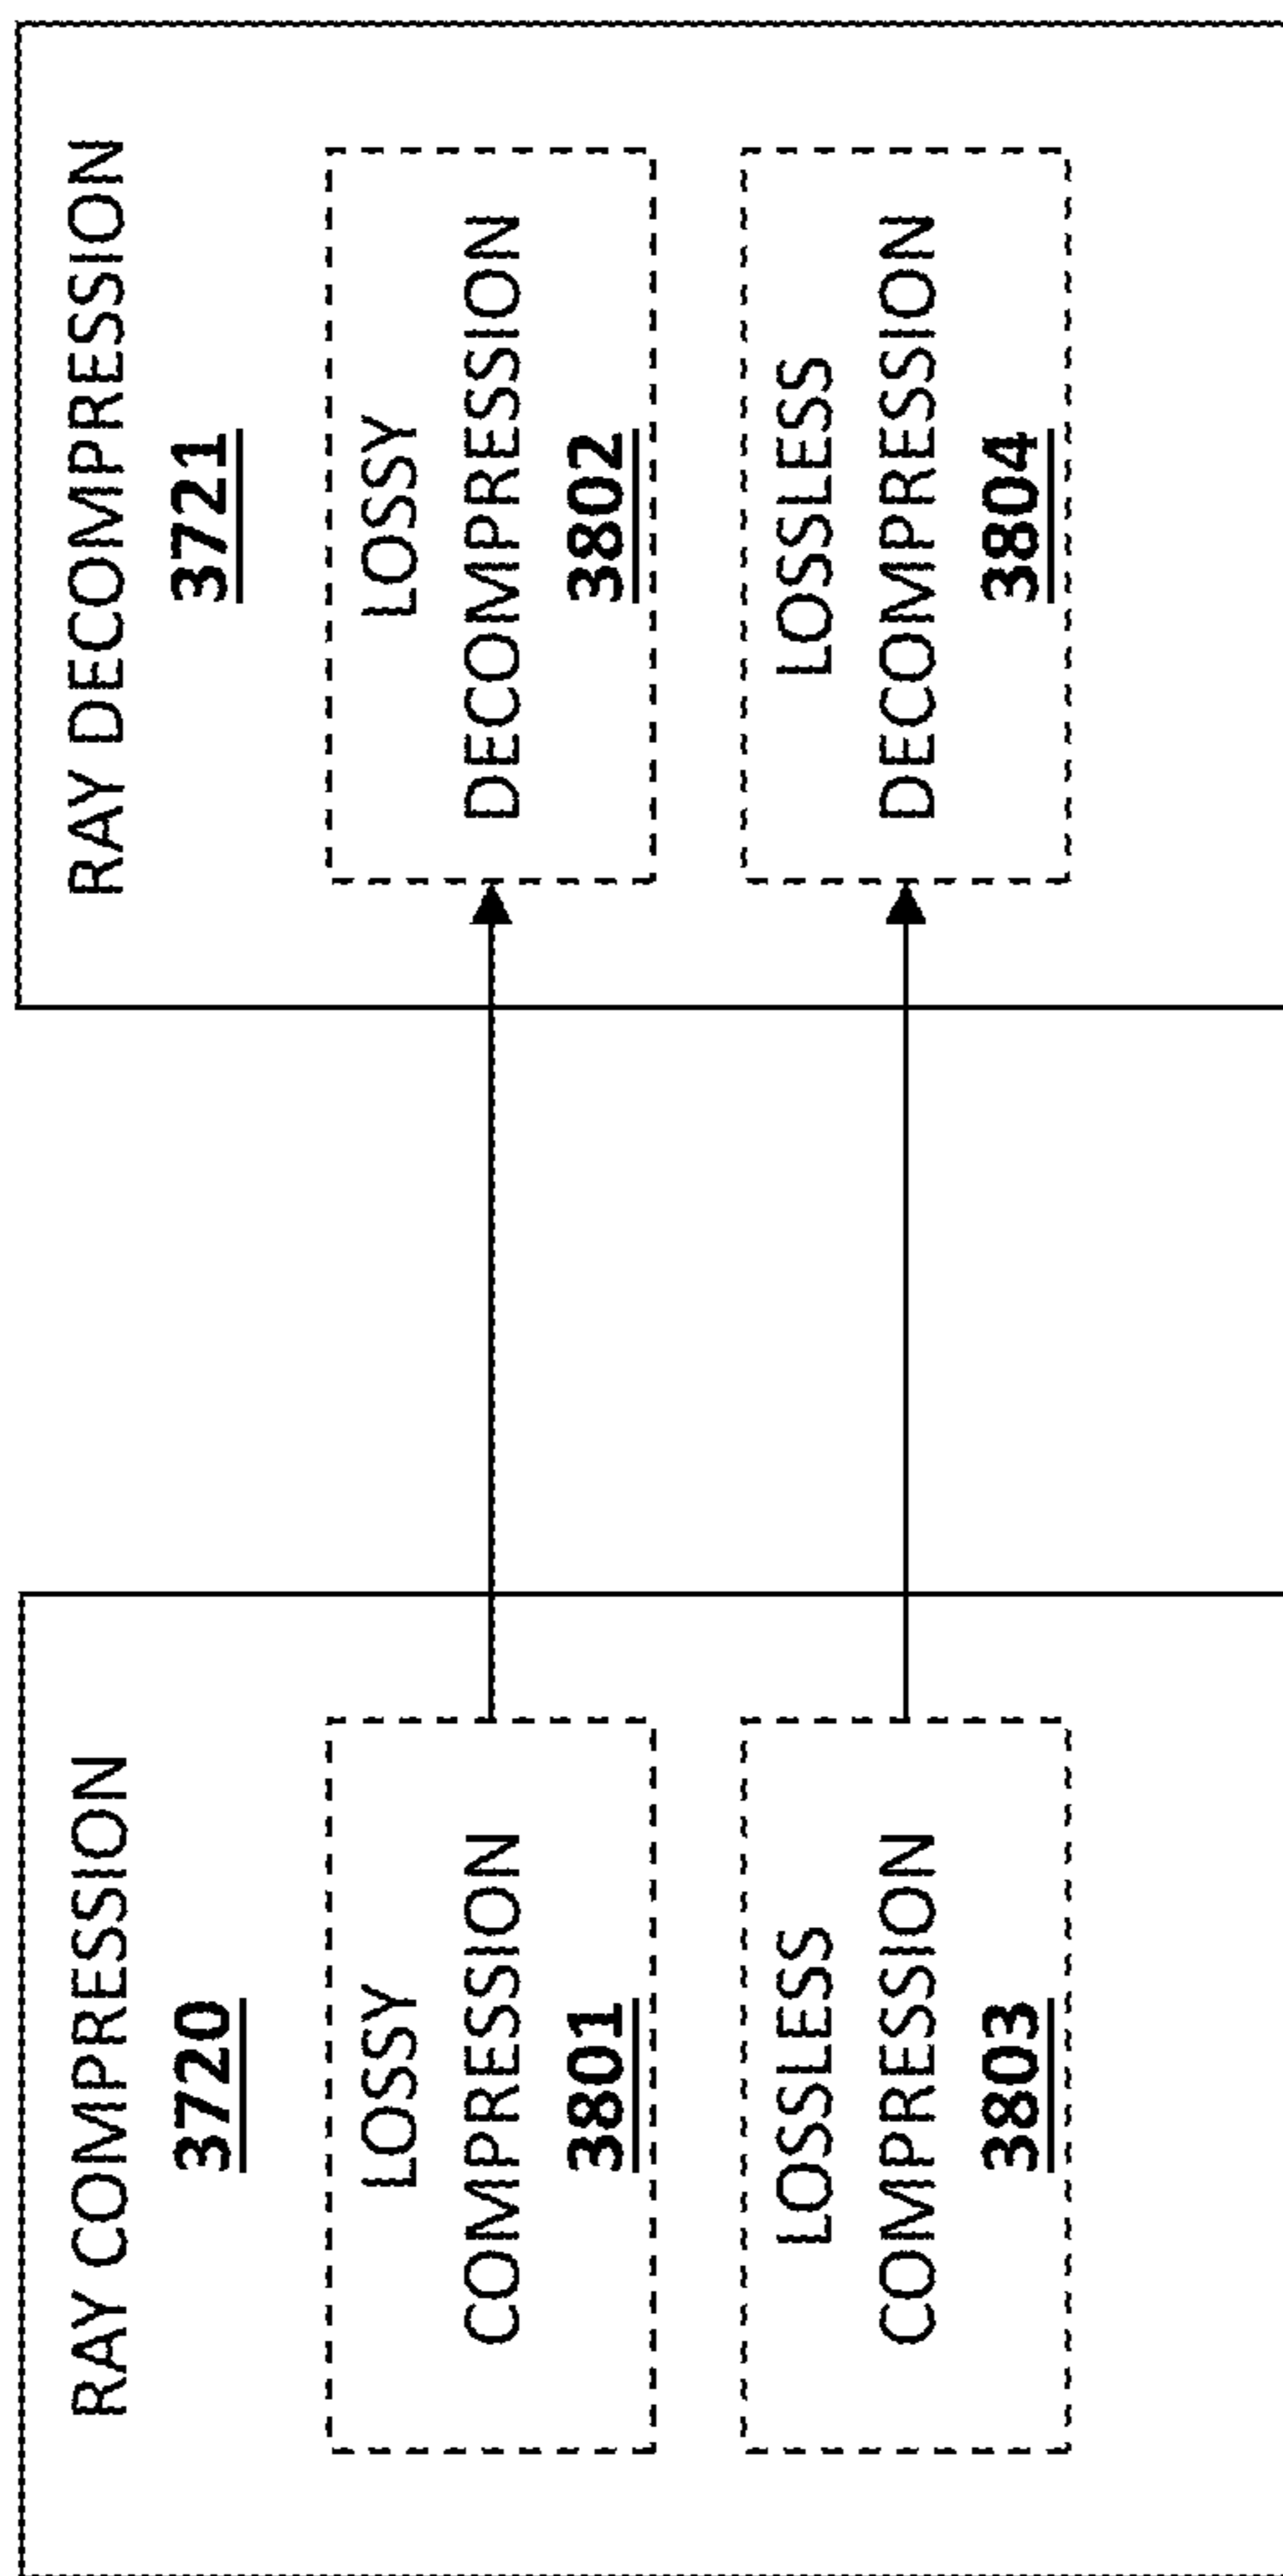 RAY COMPRESSION
3720
LOSSY
COMPRESSION
3801
LOSSLESS
COMPRESSION
3803
RAY DECOMPRESSION
3721
LOSSY
DECOMPRESSION
3802
LOSSLESS
DECOMPRESSION
3804